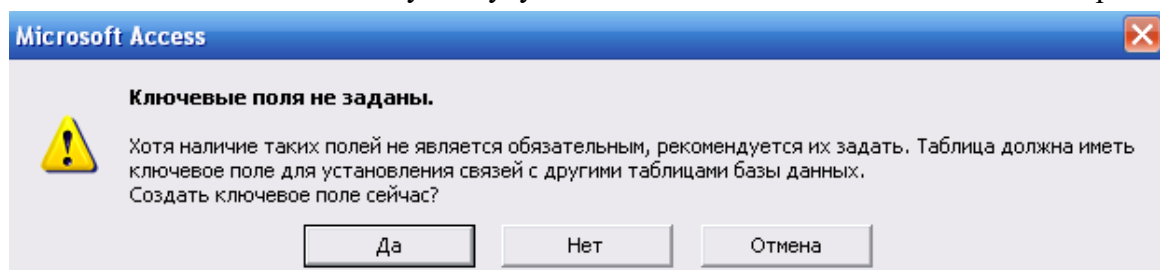 Microsoft Access
Ключевые поля не заданы.
Хотя наличие таких полей не является обязательным, рекомендуется их задать. Таблица должна иметь
ключевое поле для установления связей с другими таблицами базы данных.
Создать ключевое поле сейчас?
Да Нет Отмена